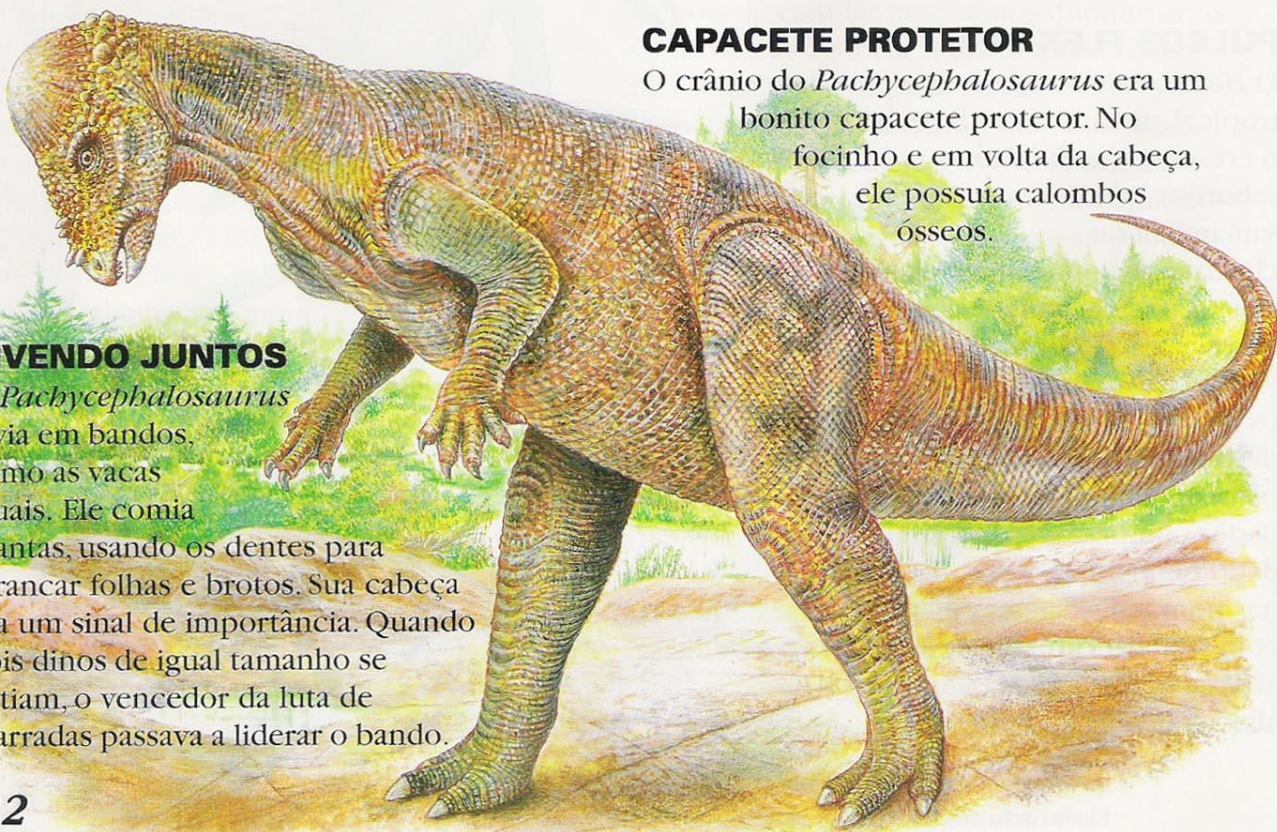 CAPACETE PROTETOR
O crânio do Pachycephalosaurus era um
bonito capacete protetor. No
focinho e em volta da cabeça,
ele possuía calombos
ósseos.
VENDO JUNTOS
Pachycephalosaurus
via em bandos,
mo as vacas
uais. Ele comia
antas, usando os dentes para
rancar folhas e brotos. Sua cabeça
a um sinal de importância. Quando
is dinos de igual tamanho se
tiam, o vencedor da luta de
arradas passava a liderar o bando.
2